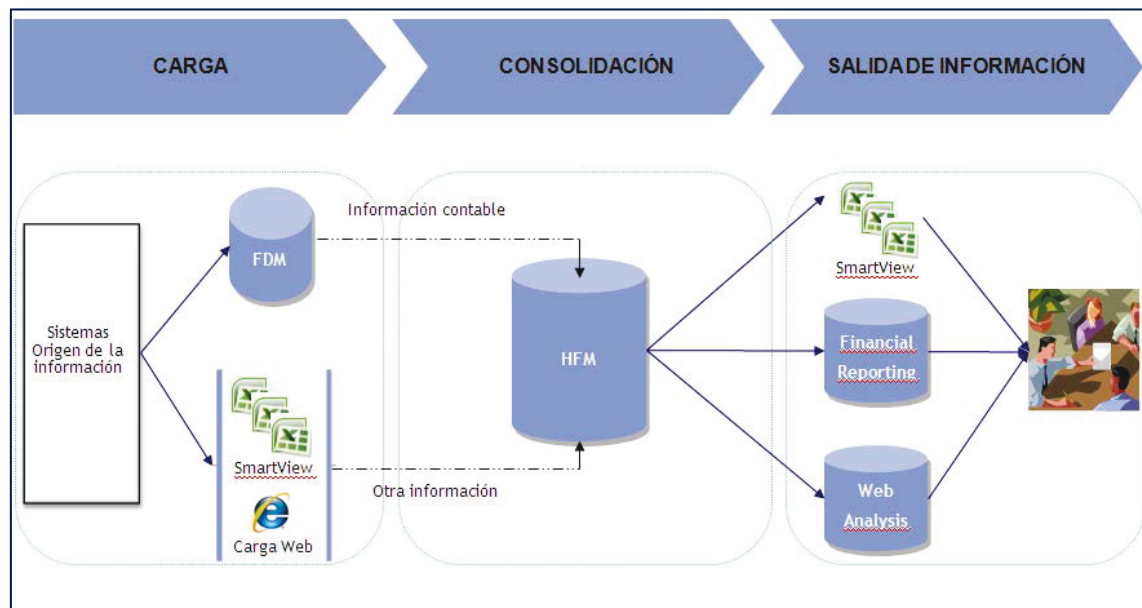 CARGA
CONSOLIDACIÓN
SALIDA DE INFORMACIÓN
Sistemas
Origen de la
información
FDM
SmartView
Carga Web
Información contable
Otra información
HFM
SmartView
Financial
Reporting
Web
Analysis